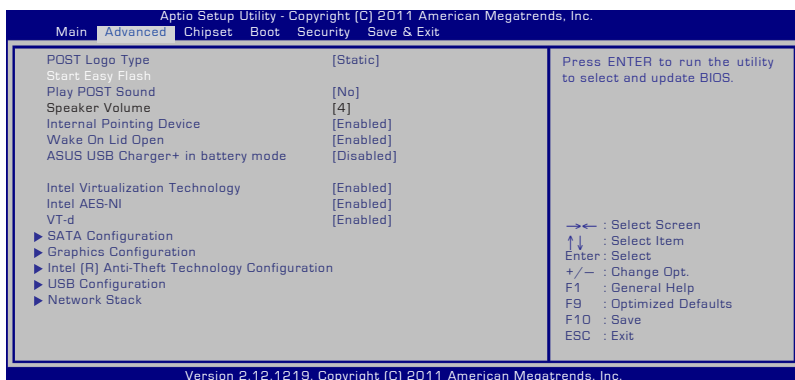 Aptio Setup Utility - Copyright (C) 2011 American Megatrends, Inc.
Main Advanced Chipset Boot Security Save & Exit
POST Logo Type [Static]
Start Easy Flash
Play POST Sound [No]
Speaker Volume [4]
Internal Pointing Device [Enabled]
Wake On Lid Open [Enabled]
ASUS USB Charger+ in battery mode [Disabled]
Intel Virtualization Technology [Enabled]
Intel AES-NI [Enabled]
VT-d [Enabled]
▶ SATA Configuration
▶ Graphics Configuration
▶ Intel (R) Anti-Theft Technology Configuration
▶ USB Configuration
▶ Network Stack
Press ENTER to run the utility
to select and update BIOS.
→← : Select Screen
↑↓ : Select Item
Enter : Select
+/— : Change Opt.
F1 : General Help
F9 : Optimized Defaults
F10 : Save
ESC : Exit
Version 2.12.1219. Copyright (C) 2011 American Megatrends, Inc.